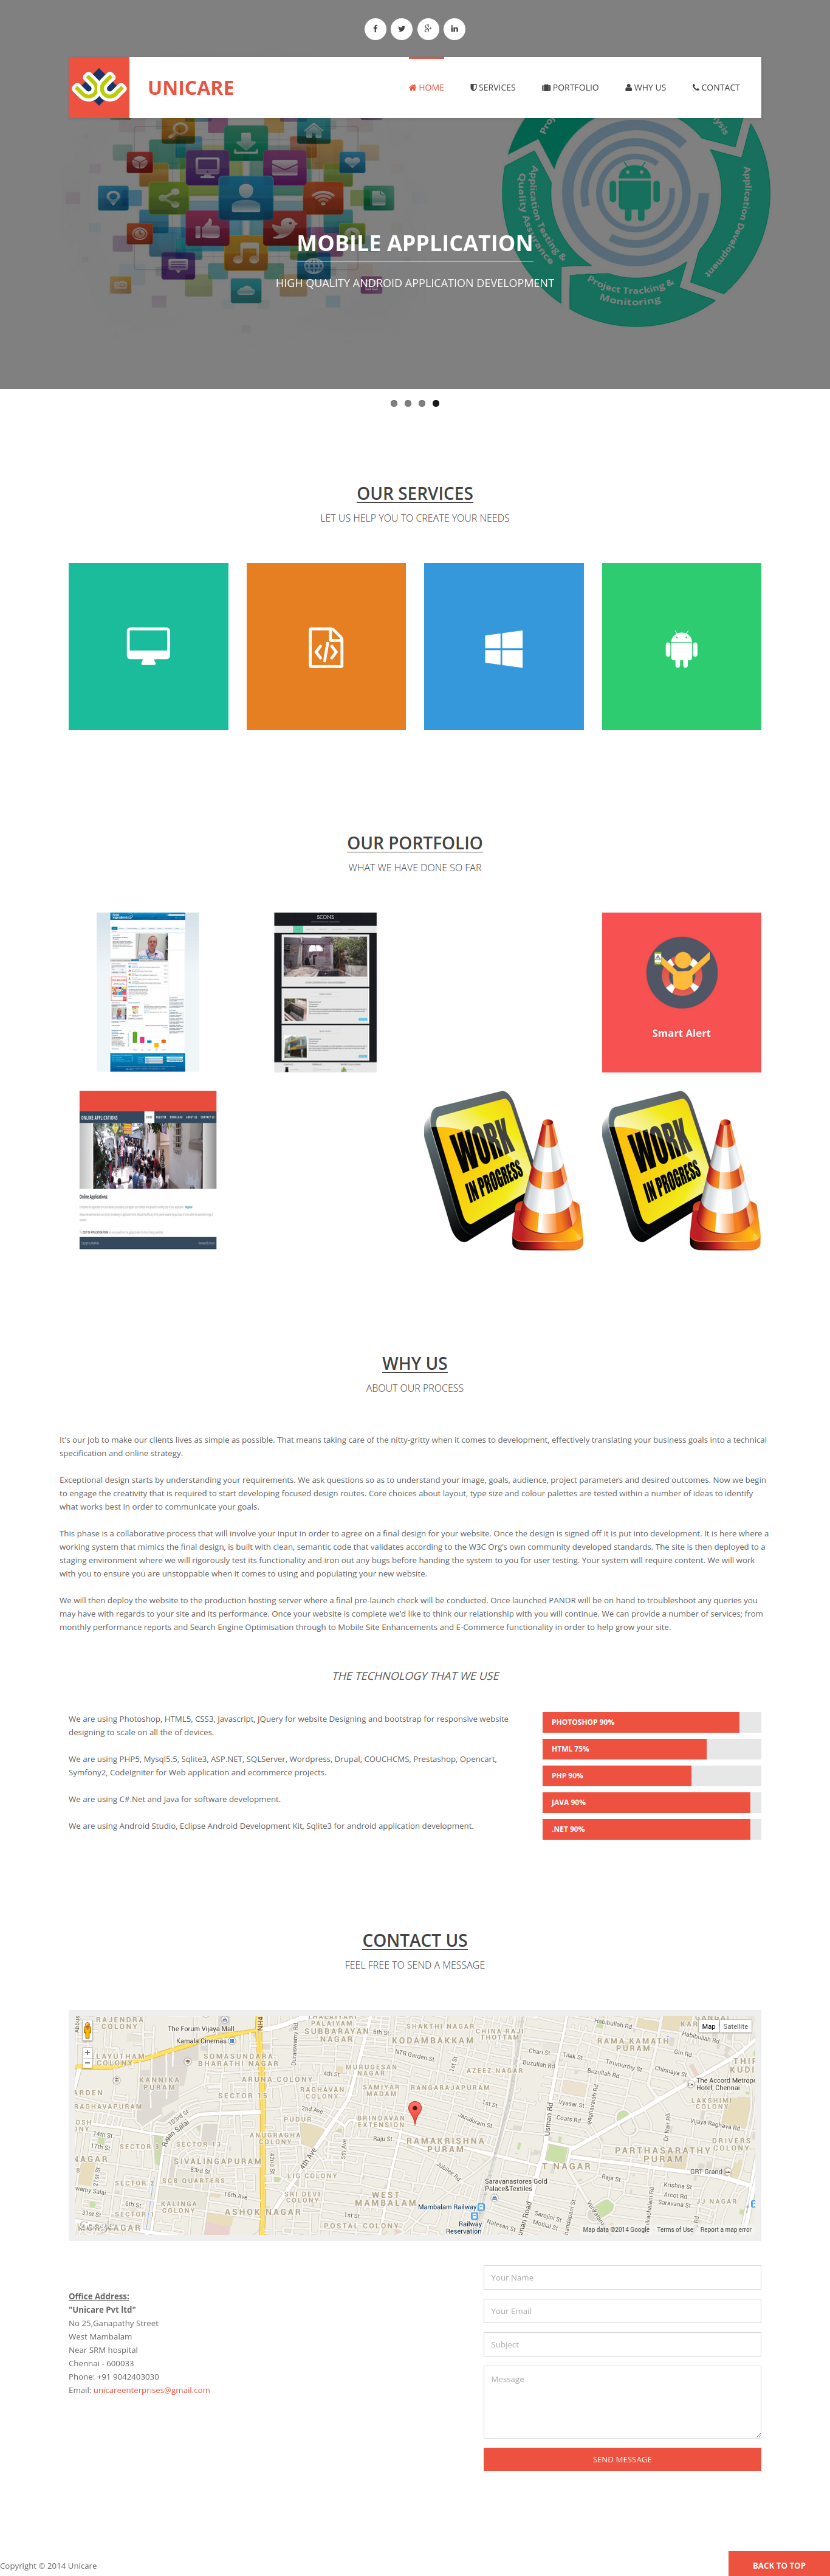 UNICARE
HOME
SERVICES
PORTFOLIO
WHY US
CONTACT
Application Testing &
Quality Assurance
Project Tracking &
Monitoring
Application Development
MOBILE APPLICATION
HIGH QUALITY ANDROID APPLICATION DEVELOPMENT
OUR SERVICES
LET US HELP YOU TO CREATE YOUR NEEDS
OUR PORTFOLIO
WHAT WE HAVE DONE SO FAR
SCONS
Smart Alert
ONLINE APPLICATIONS
Online Applications:
WORK
IN PROGRESS
WORK
IN PROGRESS
WHY US
ABOUT OUR PROCESS
It's our job to make our clients lives as simple as possible. That means taking care of the nitty-gritty when it comes to development, effectively translating your business goals into a technical
specification and online strategy.
Exceptional design starts by understanding your requirements. We ask questions so as to understand your image, goals, audience, project parameters and desired outcomes. Now we begin
to engage the creativity that is required to start developing focused design routes. Core choices about layout, type size and colour palettes are tested within a number of ideas to identify
what works best in order to communicate your goals.
This phase is a collaborative process that will involve your input in order to agree on a final design for your website. Once the design is signed off it is put into development. It is here where a
working system that mimics the final design, is built with clean, semantic code that validates according to the W3C Org's own community developed standards. The site is then deployed to a
staging environment where we will rigorously test its functionality and iron out any bugs before handing the system to you for user testing. Your system will require content. We will work
with you to ensure you are unstoppable when it comes to using and populating your new website.
We will then deploy the website to the production hosting server where a final pre-launch check will be conducted. Once launched PANDR will be on hand to troubleshoot any queries you
may have with regards to your site and its performance. Once your website is complete we'd like to think our relationship with you will continue. We can provide a number of services; from
monthly performance reports and Search Engine Optimisation through to Mobile Site Enhancements and E-Commerce functionality in order to help grow your site.
THE TECHNOLOGY THAT WE USE
We are using Photoshop, HTML5, CSS3, Javascript, JQuery for website Designing and bootstrap for responsive website
designing to scale on all the of devices.
We are using PHP5, Mysql5.5, Sqlite3, ASP.NET, SQLServer, Wordpress, Drupal, COUCHCMS, Prestashop, Opencart,
Symfony2, CodeIgniter for Web application and ecommerce projects.
We are using C#.Net and Java for software development.
We are using Android Studio, Eclipse Android Development Kit, Sqlite3 for android application development.
PHOTOSHOP 90%
HTML 75%
PHP 90%
JAVA 90%
.NET 90%
CONTACT US
FEEL FREE TO SEND A MESSAGE
The Forum Vijaya Mall
Kamala Cinemas
KODAMBAKKAM
RAMAKRISHNA
PURAM
T NAGAR
WEST
MAMBALAM
ASHOK NAGAR
PARTHASARATHY
PURAM
Saravanastores Gold
Palace&Textiles
Mambalam Railway
Railway
Reservation
GRT Grand
POSTAL COLONY
Map
Satellite
Map data ©2014 Google
Terms of Use
Report a map error
Office Address:
"Unicare Pvt ltd"
No 25,Ganapathy Street
West Mambalam
Near SRM hospital
Chennai - 600033
Phone: +91 9042403030
Email: unicareenterprises@gmail.com
Your Name
Your Email
Subject
Message
SEND MESSAGE
Copyright © 2014 Unicare
BACK TO TOP